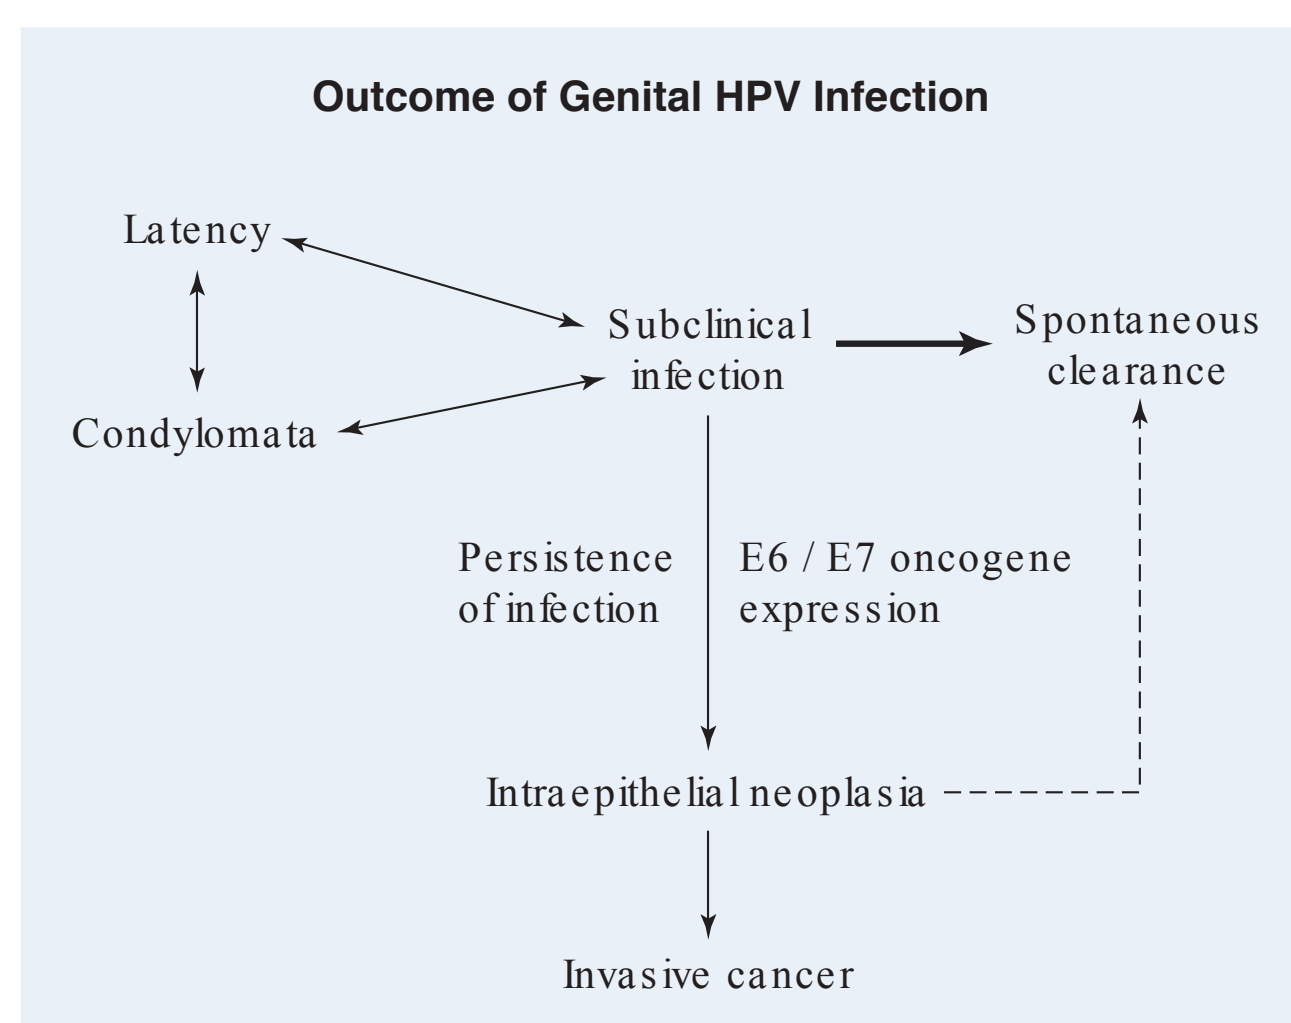 Outcome of Genital HPV Infection
Latency
Subclinical
infection
Spontaneous
clearance
Condylomata
Persistence
of infection
E6 / E7 oncogene
expression
Intraepithelial neoplasia
Invasive cancer